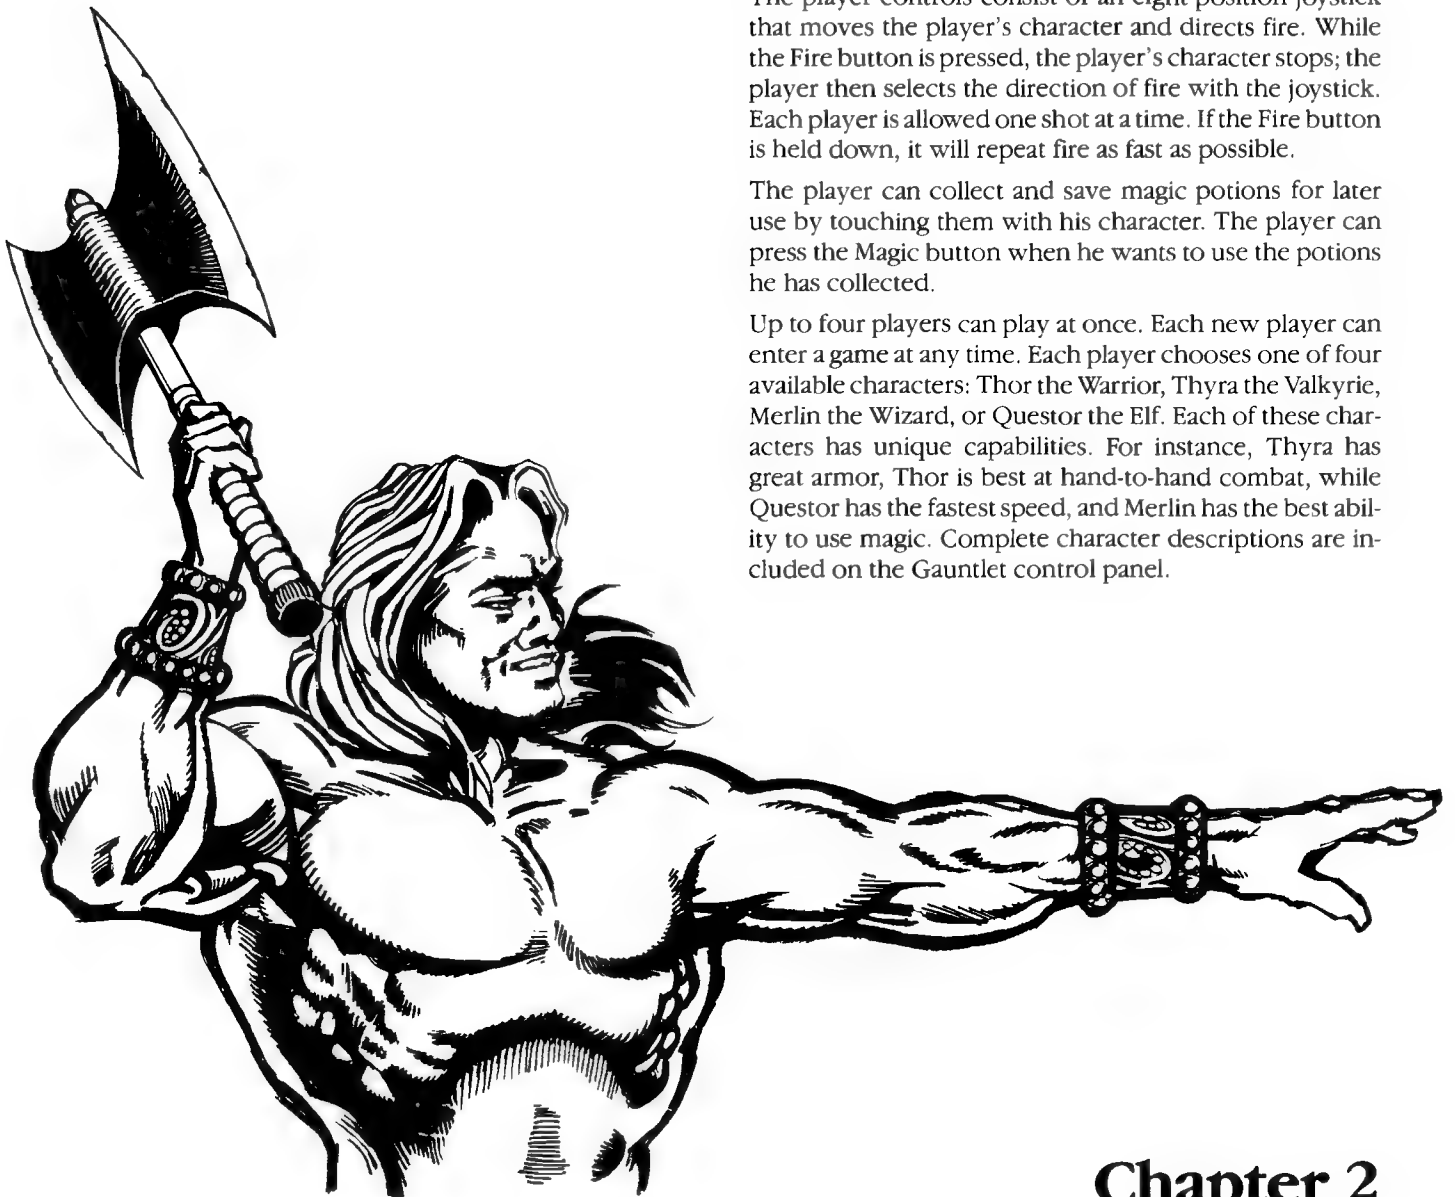 The player controls consist of an eight-position joystick
that moves the player's character and directs fire. While
the Fire button is pressed, the player's character stops; the
player then selects the direction of fire with the joystick.
Each player is allowed one shot at a time. If the Fire button
is held down, it will repeat fire as fast as possible.
The player can collect and save magic potions for later
use by touching them with his character. The player can
press the Magic button when he wants to use the potions
he has collected.
Up to four players can play at once. Each new player can
enter a game at any time. Each player chooses one of four
available characters: Thor the Warrior, Thyra the Valkyrie,
Merlin the Wizard, or Questor the Elf. Each of these char-
acters has unique capabilities. For instance, Thyra has
great armor, Thor is best at hand-to-hand combat, while
Questor has the fastest speed, and Merlin has the best abil-
ity to use magic. Complete character descriptions are in-
cluded on the Gauntlet control panel.
Chapter 2